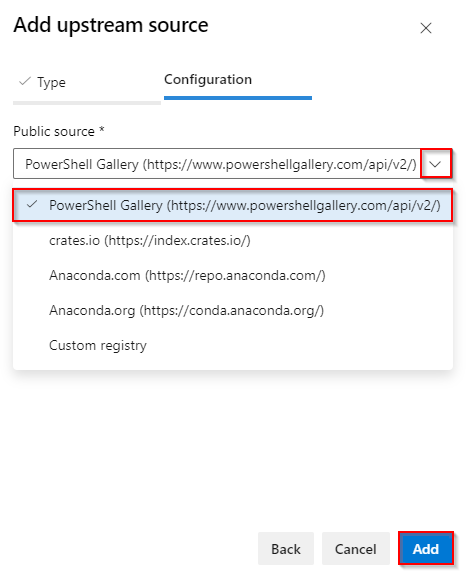 Add upstream source
Type
Configuration
Public source *
PowerShell Gallery (https://www.powershellgallery.com/api/v2/)
PowerShell Gallery (https://www.powershellgallery.com/api/v2/)
crates.io (https://index.crates.io/)
Anaconda.com (https://repo.anaconda.com/)
Anaconda.org (https://conda.anaconda.org/)
Custom registry
Back
Cancel
Add